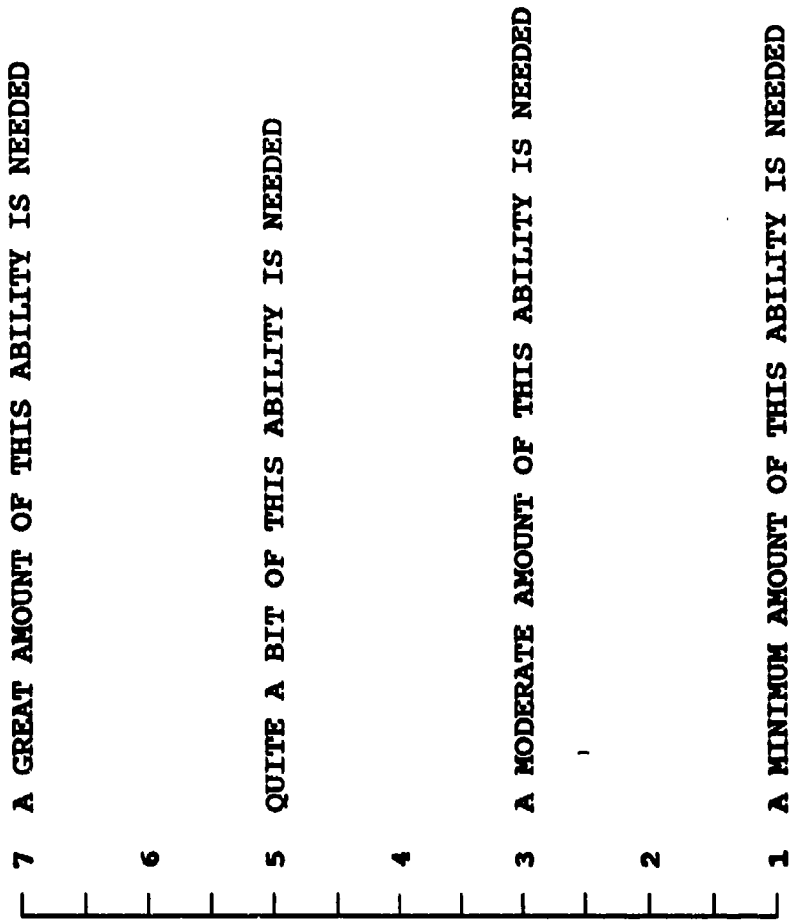 7 A GREAT AMOUNT OF THIS ABILITY IS NEEDED
6
5 QUITE A BIT OF THIS ABILITY IS NEEDED
4
3 A MODERATE AMOUNT OF THIS ABILITY IS NEEDED
2
1 A MINIMUM AMOUNT OF THIS ABILITY IS NEEDED